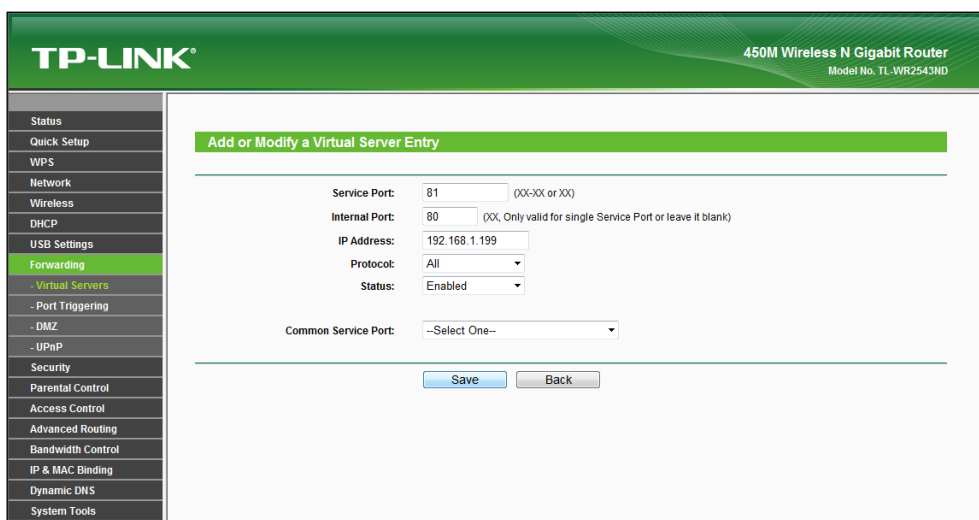 TP-LINK®
450M Wireless N Gigabit Router
Model No. TL-WR2543ND
Status
Quick Setup
WPS
Network
Wireless
DHCP
USB Settings
Forwarding
- Virtual Servers
- Port Triggering
- DMZ
- UPnP
Security
Parental Control
Access Control
Advanced Routing
Bandwidth Control
IP & MAC Binding
Dynamic DNS
System Tools
Add or Modify a Virtual Server Entry
Service Port: 81 (XX-XX or XX)
Internal Port: 80 (XX, Only valid for single Service Port or leave it blank)
IP Address: 192.168.1.199
Protocol: All
Status: Enabled
Common Service Port: --Select One--
Save Back